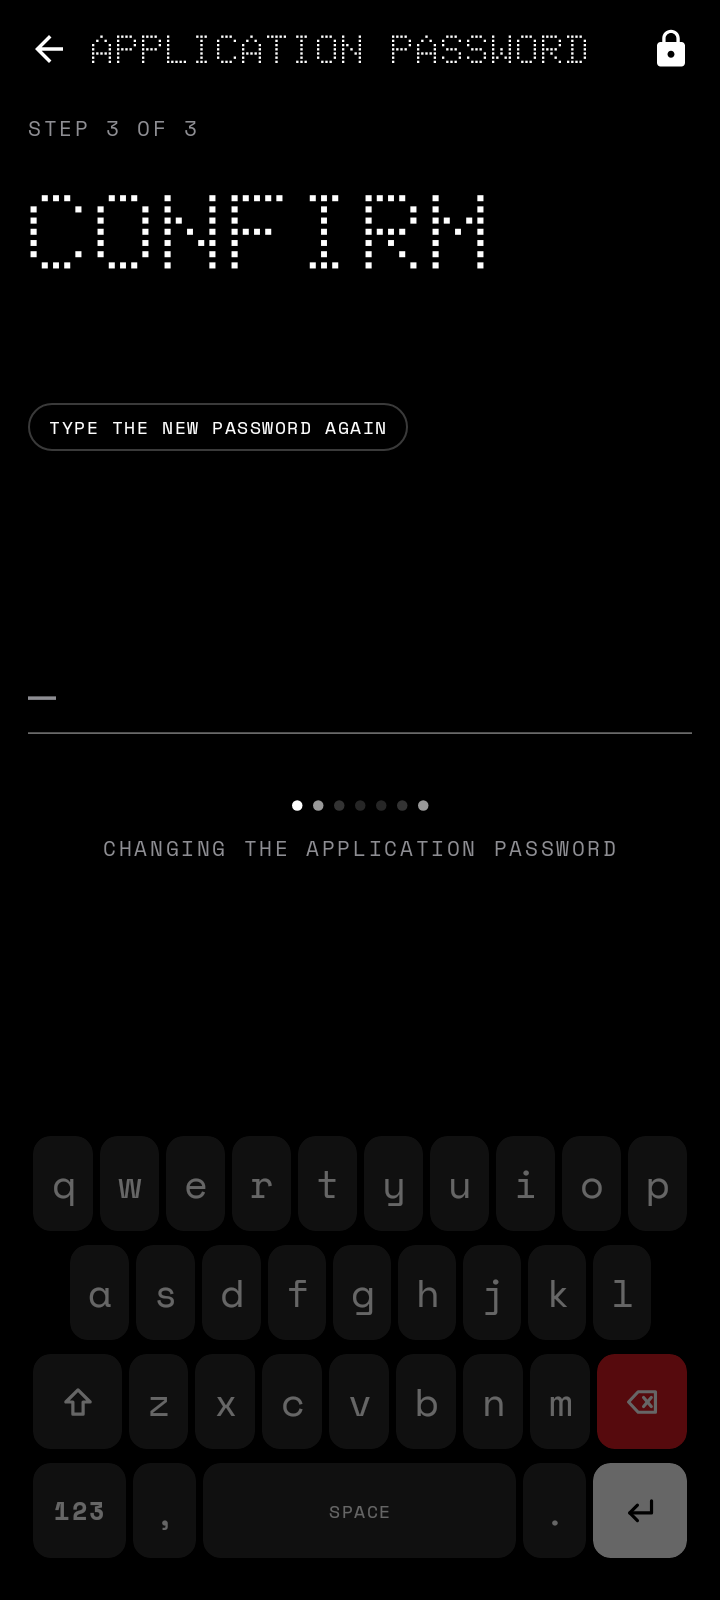 APPLICATION PASSWORD
STEP 3 OF 3
CONFIRM
TYPE THE NEW PASSWORD AGAIN
CHANGING THE APPLICATION PASSWORD
q w e r t y u i o p
a s d f g h j k l
z x c v b n m
123 , SPACE .